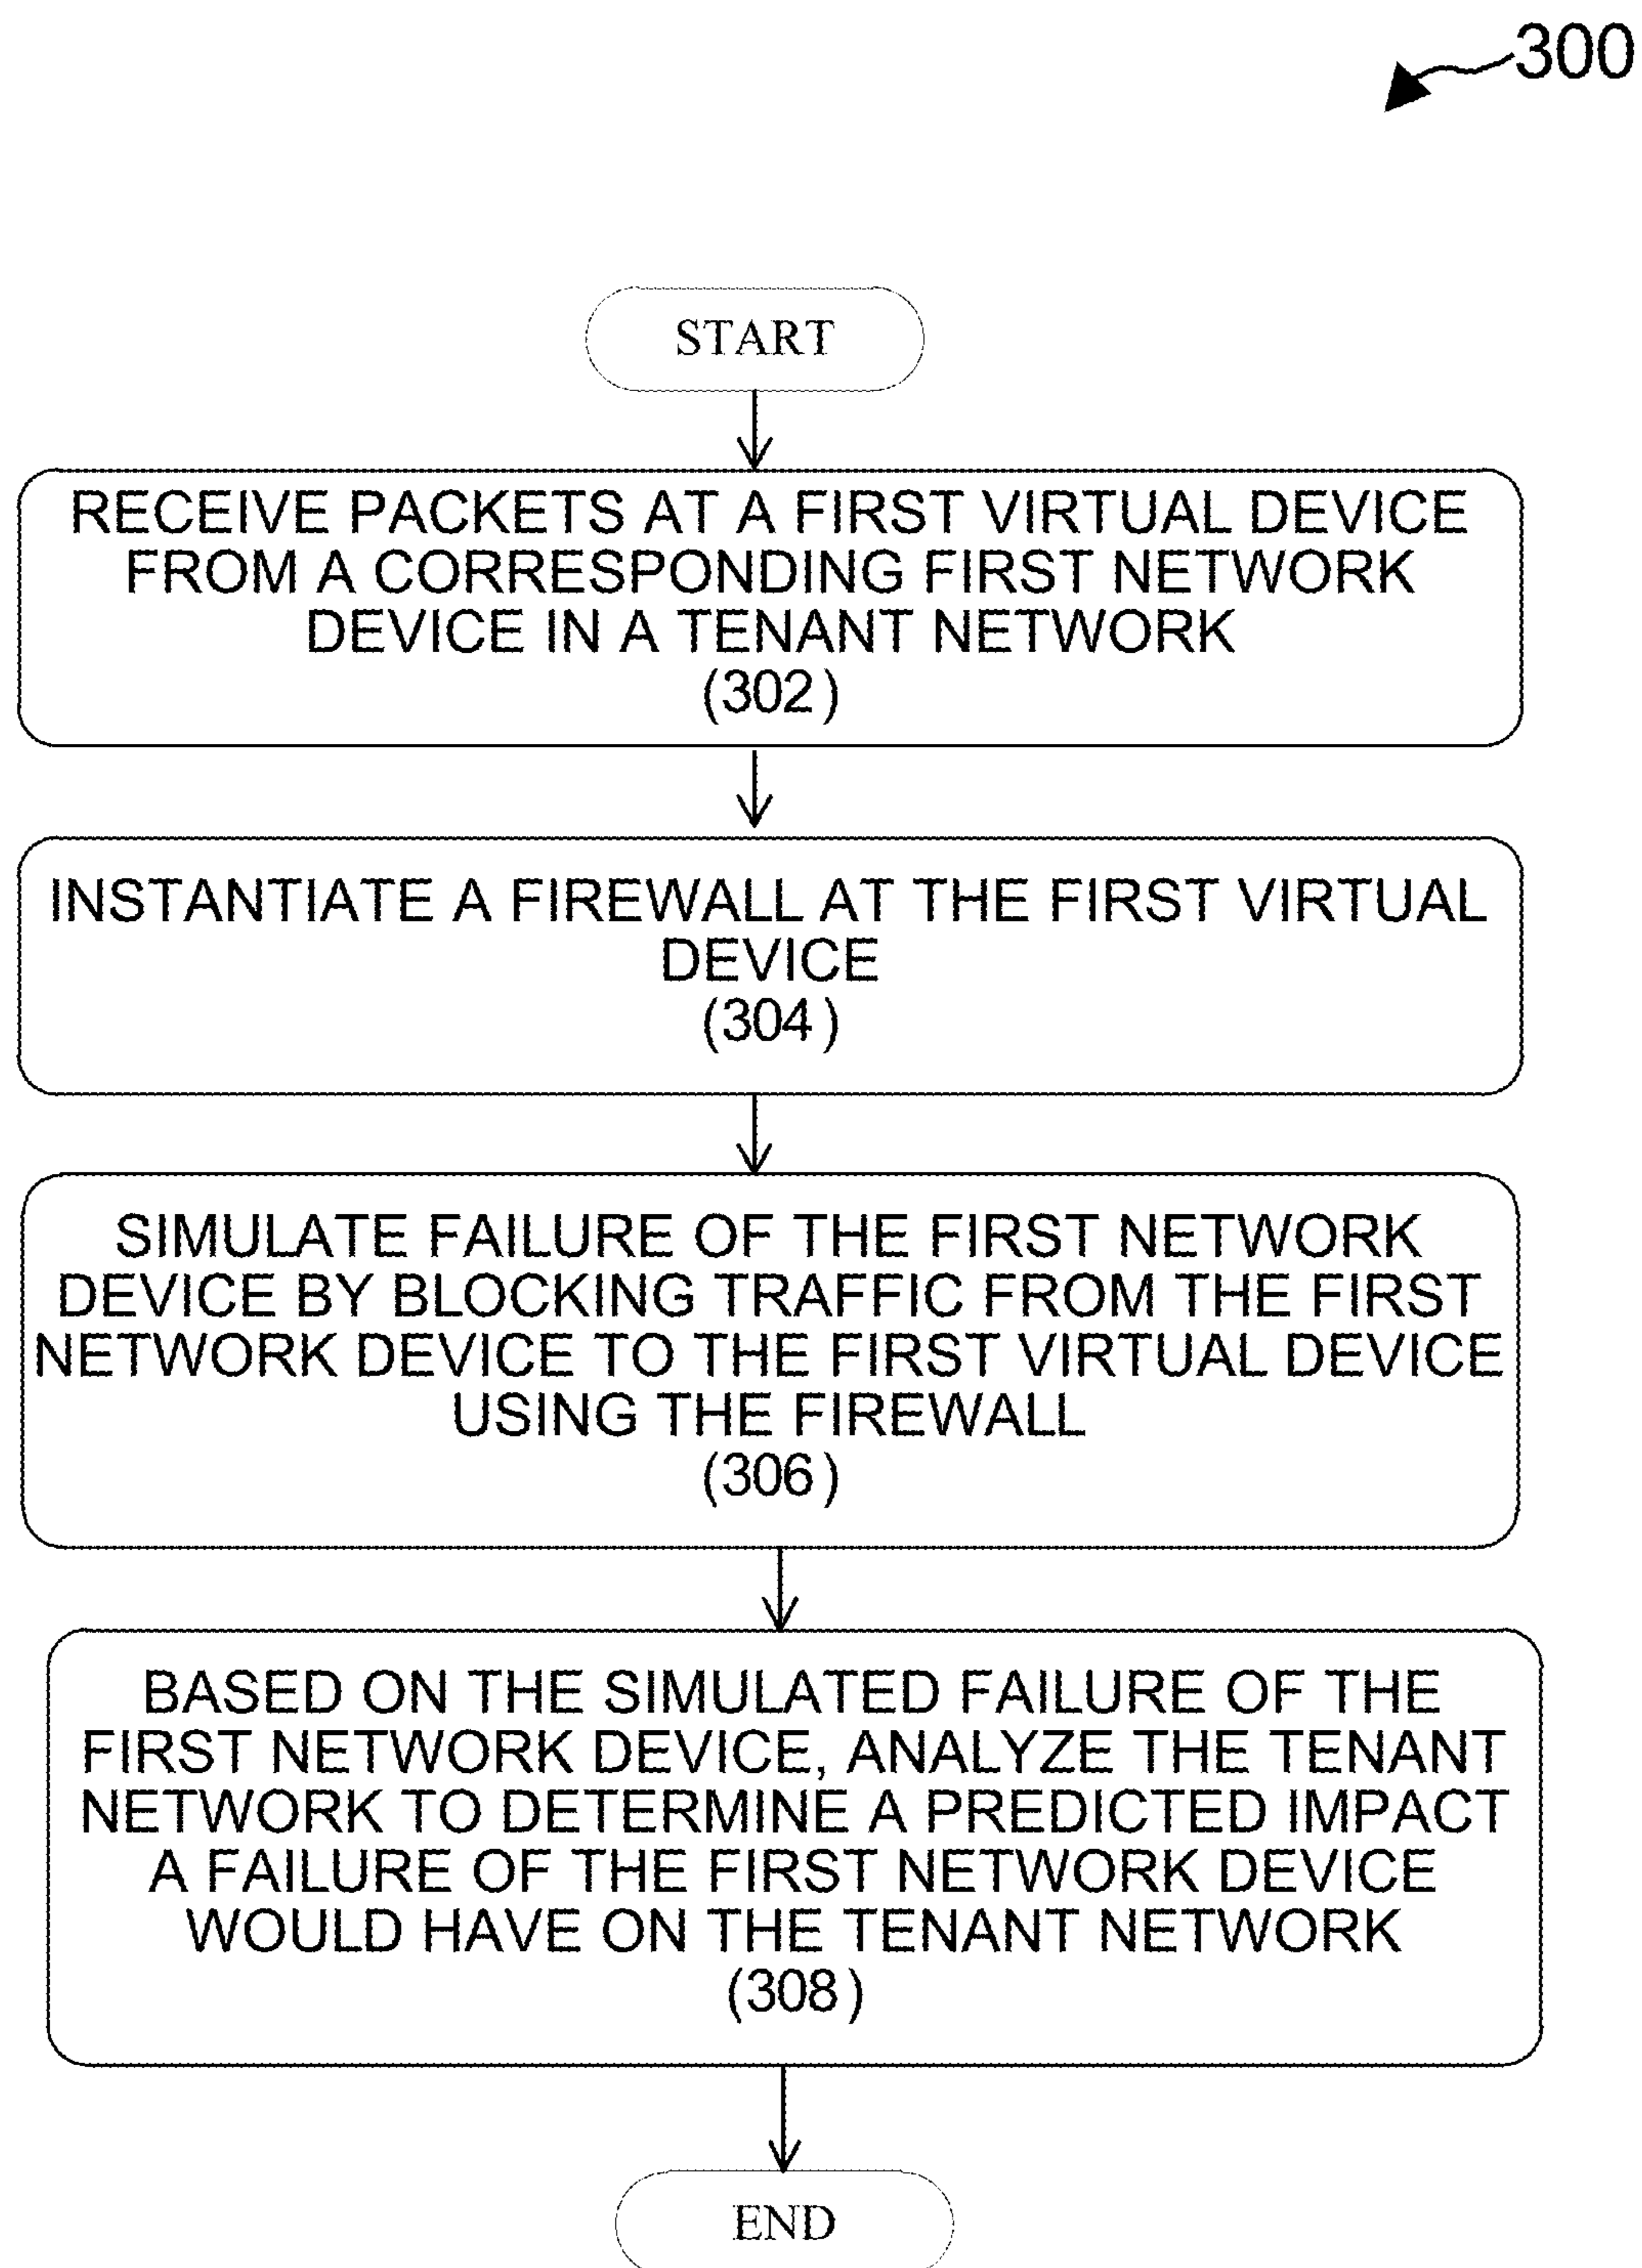 300
START
RECEIVE PACKETS AT A FIRST VIRTUAL DEVICE
FROM A CORRESPONDING FIRST NETWORK
DEVICE IN A TENANT NETWORK
(302)
INSTANTIATE A FIREWALL AT THE FIRST VIRTUAL
DEVICE
(304)
SIMULATE FAILURE OF THE FIRST NETWORK
DEVICE BY BLOCKING TRAFFIC FROM THE FIRST
NETWORK DEVICE TO THE FIRST VIRTUAL DEVICE
USING THE FIREWALL
(306)
BASED ON THE SIMULATED FAILURE OF THE
FIRST NETWORK DEVICE, ANALYZE THE TENANT
NETWORK TO DETERMINE A PREDICTED IMPACT
A FAILURE OF THE FIRST NETWORK DEVICE
WOULD HAVE ON THE TENANT NETWORK
(308)
END